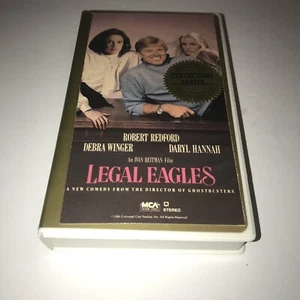 ROBERT REDFORD
DEBRA WINGER DARYL HANNAH
An IVAN REITMAN Film
LEGAL EAGLES
A NEW COMEDY FROM THE DIRECTOR OF GHOSTBUSTERS
MCA
STEREO